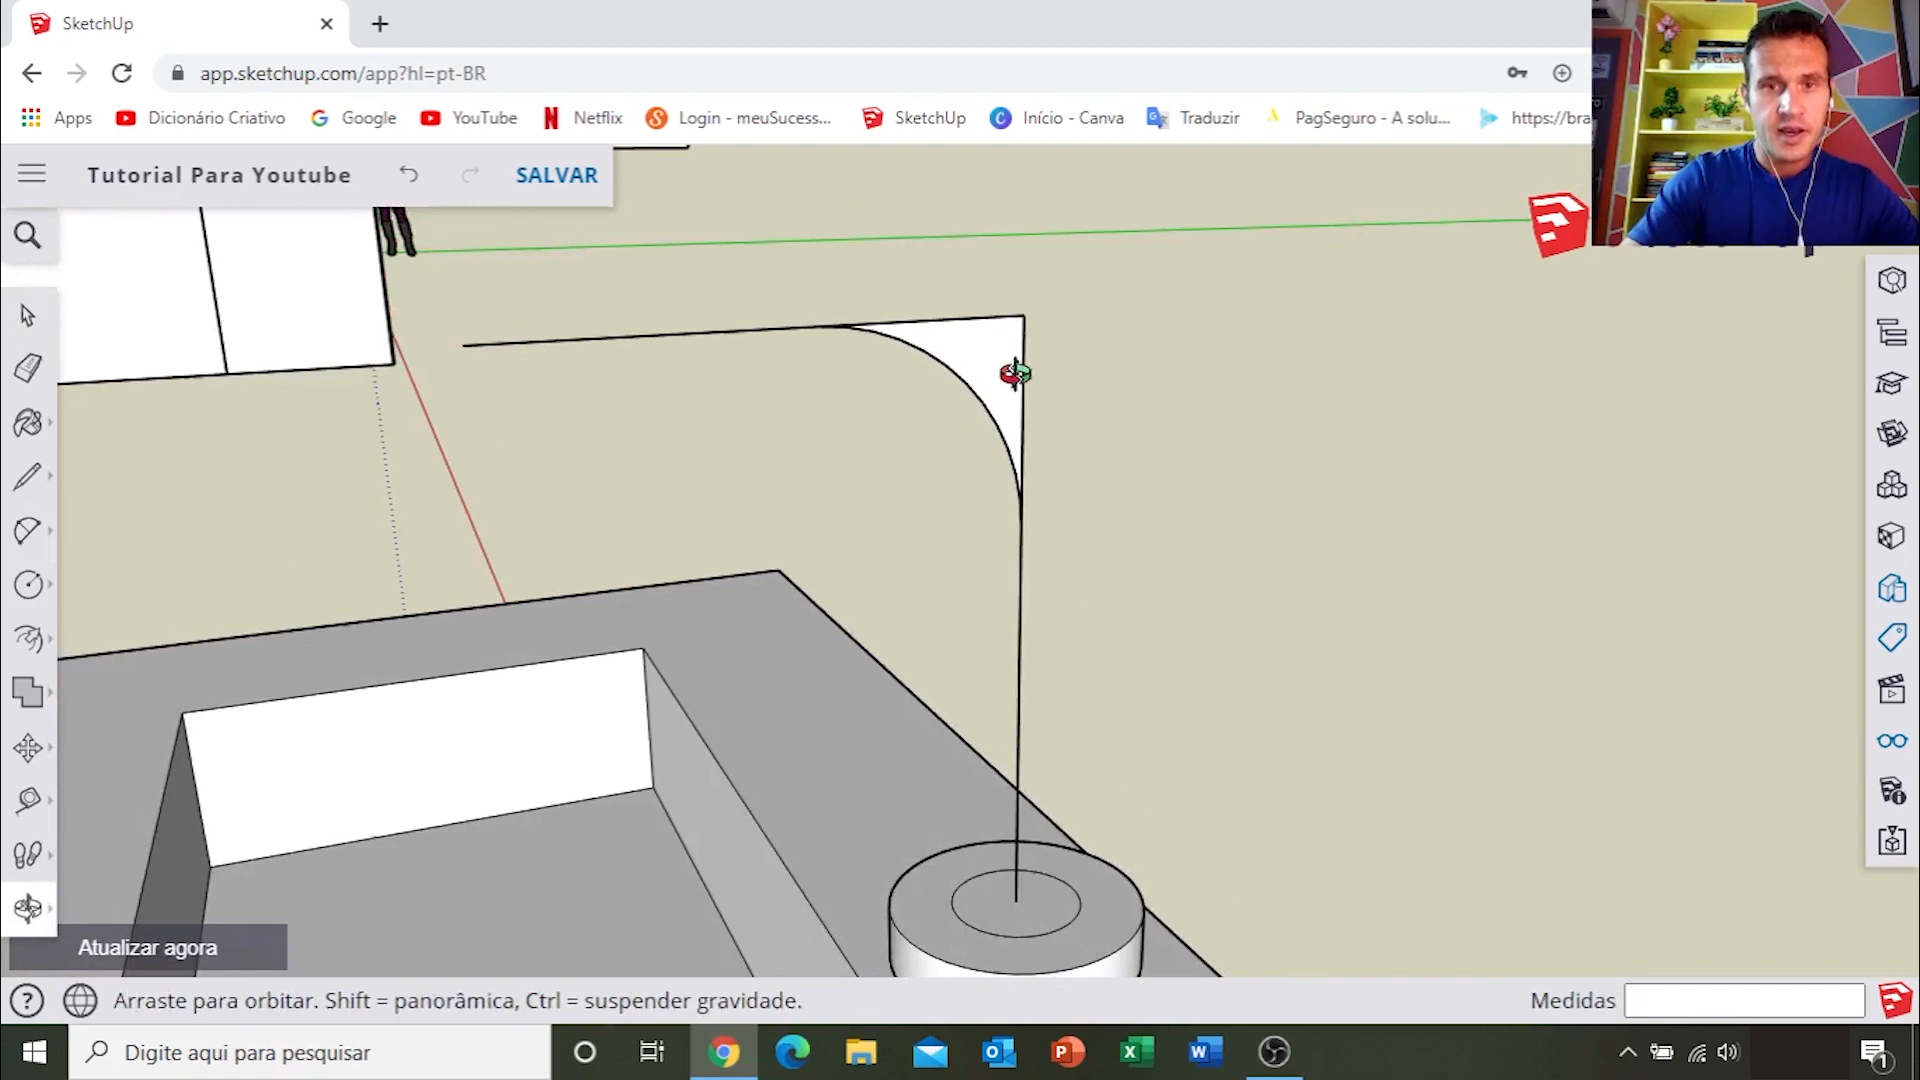 SketchUp
app.sketchup.com/app?hl=pt-BR
Apps Dicionário Criativo Google YouTube Netflix Login - meuSucess... SketchUp Início - Canva Traduzir PagSeguro - A solu... https://bra
Tutorial Para Youtube SALVAR
Atualizar agora
Arraste para orbitar. Shift = panorâmica, Ctrl = suspender gravidade. Medidas
Digite aqui para pesquisar
1